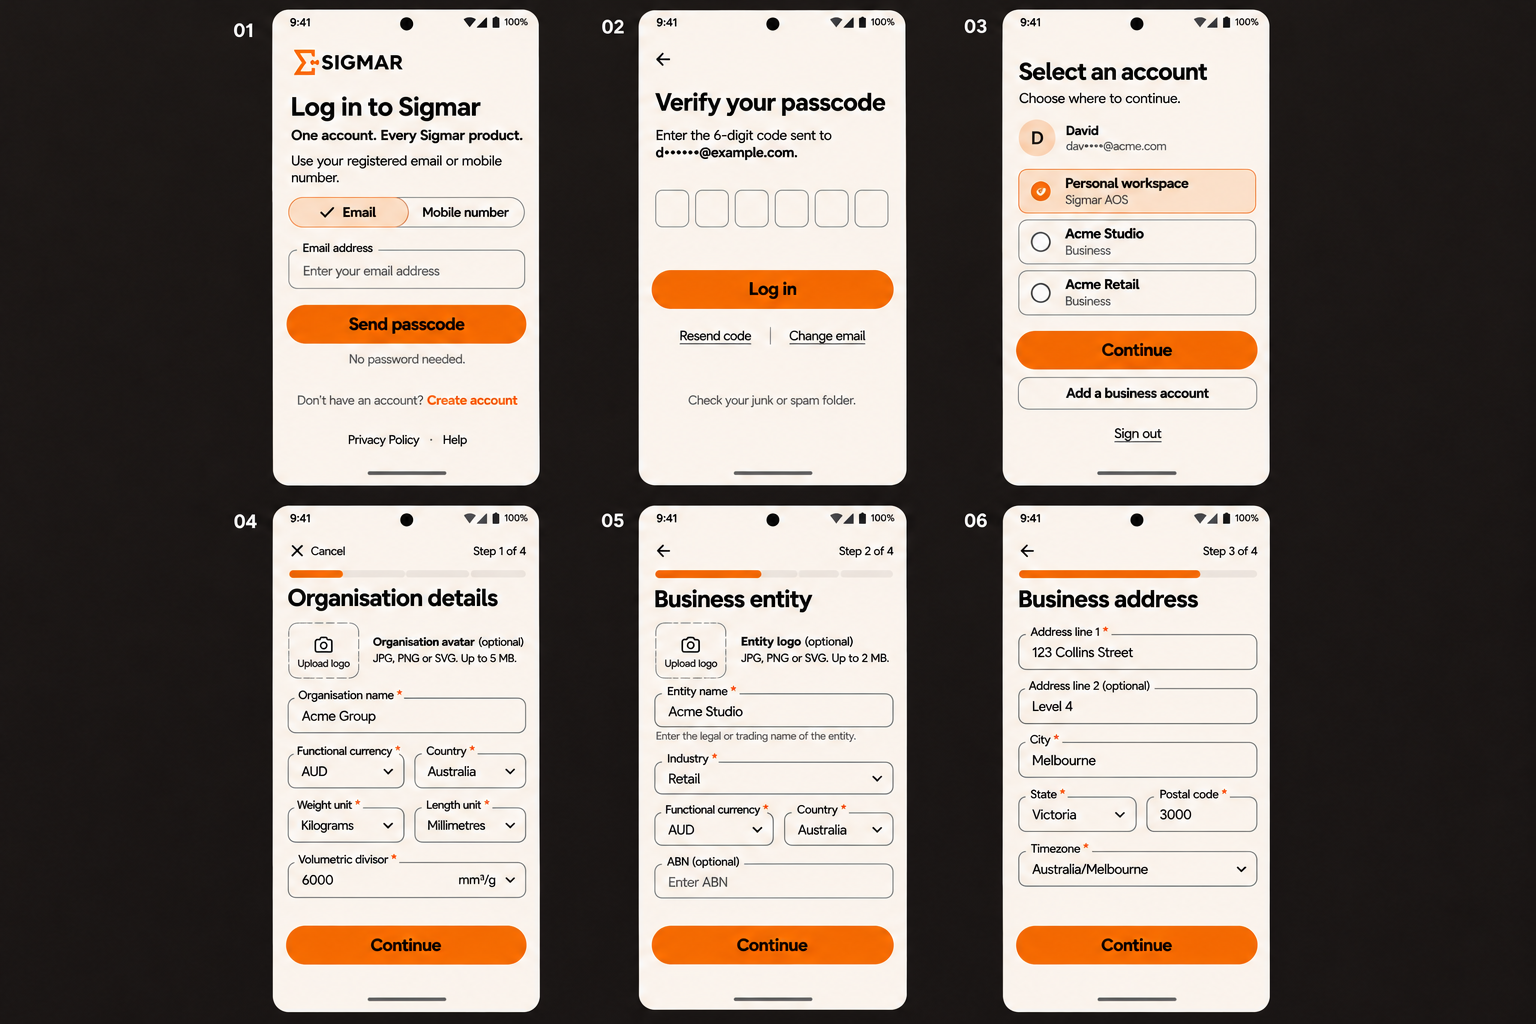 01
9:41
100%
SIGMAR
Log in to Sigmar
One account. Every Sigmar product.
Use your registered email or mobile
number.
Email
Mobile number
Email address
Enter your email address
Send passcode
No password needed.
Don't have an account? Create account
Privacy Policy · Help
02
9:41
100%
Verify your passcode
Enter the 6-digit code sent to
d••••••@example.com.
Log in
Resend code
Change email
Check your junk or spam folder.
03
9:41
100%
Select an account
Choose where to continue.
D
David
dav••••@acme.com
Personal workspace
Sigmar AOS
Acme Studio
Business
Acme Retail
Business
Continue
Add a business account
Sign out
04
9:41
100%
Cancel
Step 1 of 4
Organisation details
Upload logo
Organisation avatar (optional)
JPG, PNG or SVG. Up to 5 MB.
Organisation name *
Acme Group
Functional currency *
AUD
Country *
Australia
Weight unit *
Kilograms
Length unit *
Millimetres
Volumetric divisor *
6000
mm³/g
Continue
05
9:41
100%
Step 2 of 4
Business entity
Upload logo
Entity logo (optional)
JPG, PNG or SVG. Up to 2 MB.
Entity name *
Acme Studio
Enter the legal or trading name of the entity.
Industry *
Retail
Functional currency *
AUD
Country *
Australia
ABN (optional)
Enter ABN
Continue
06
9:41
100%
Step 3 of 4
Business address
Address line 1 *
123 Collins Street
Address line 2 (optional)
Level 4
City *
Melbourne
State *
Victoria
Postal code *
3000
Timezone *
Australia/Melbourne
Continue